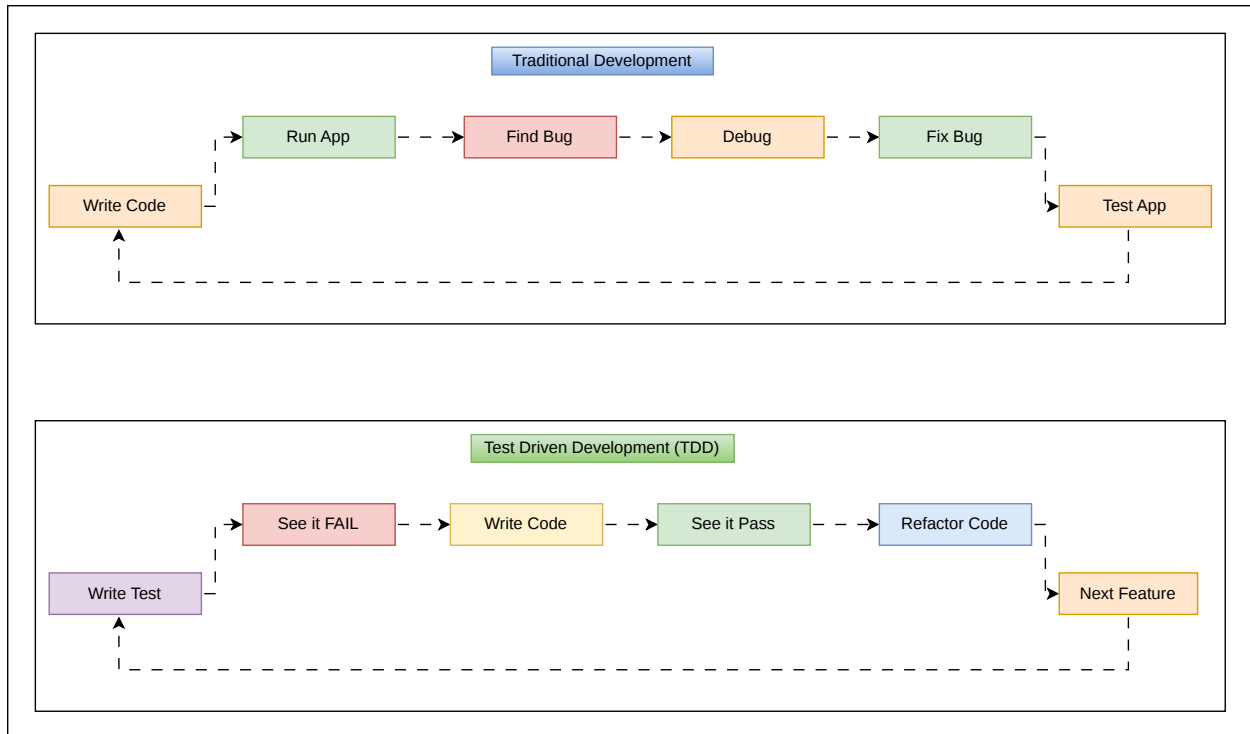 Traditional Development
Run App
Find Bug
Debug
Fix Bug
Write Code
Test App
Test Driven Development (TDD)
See it FAIL
Write Code
See it Pass
Refactor Code
Write Test
Next Feature